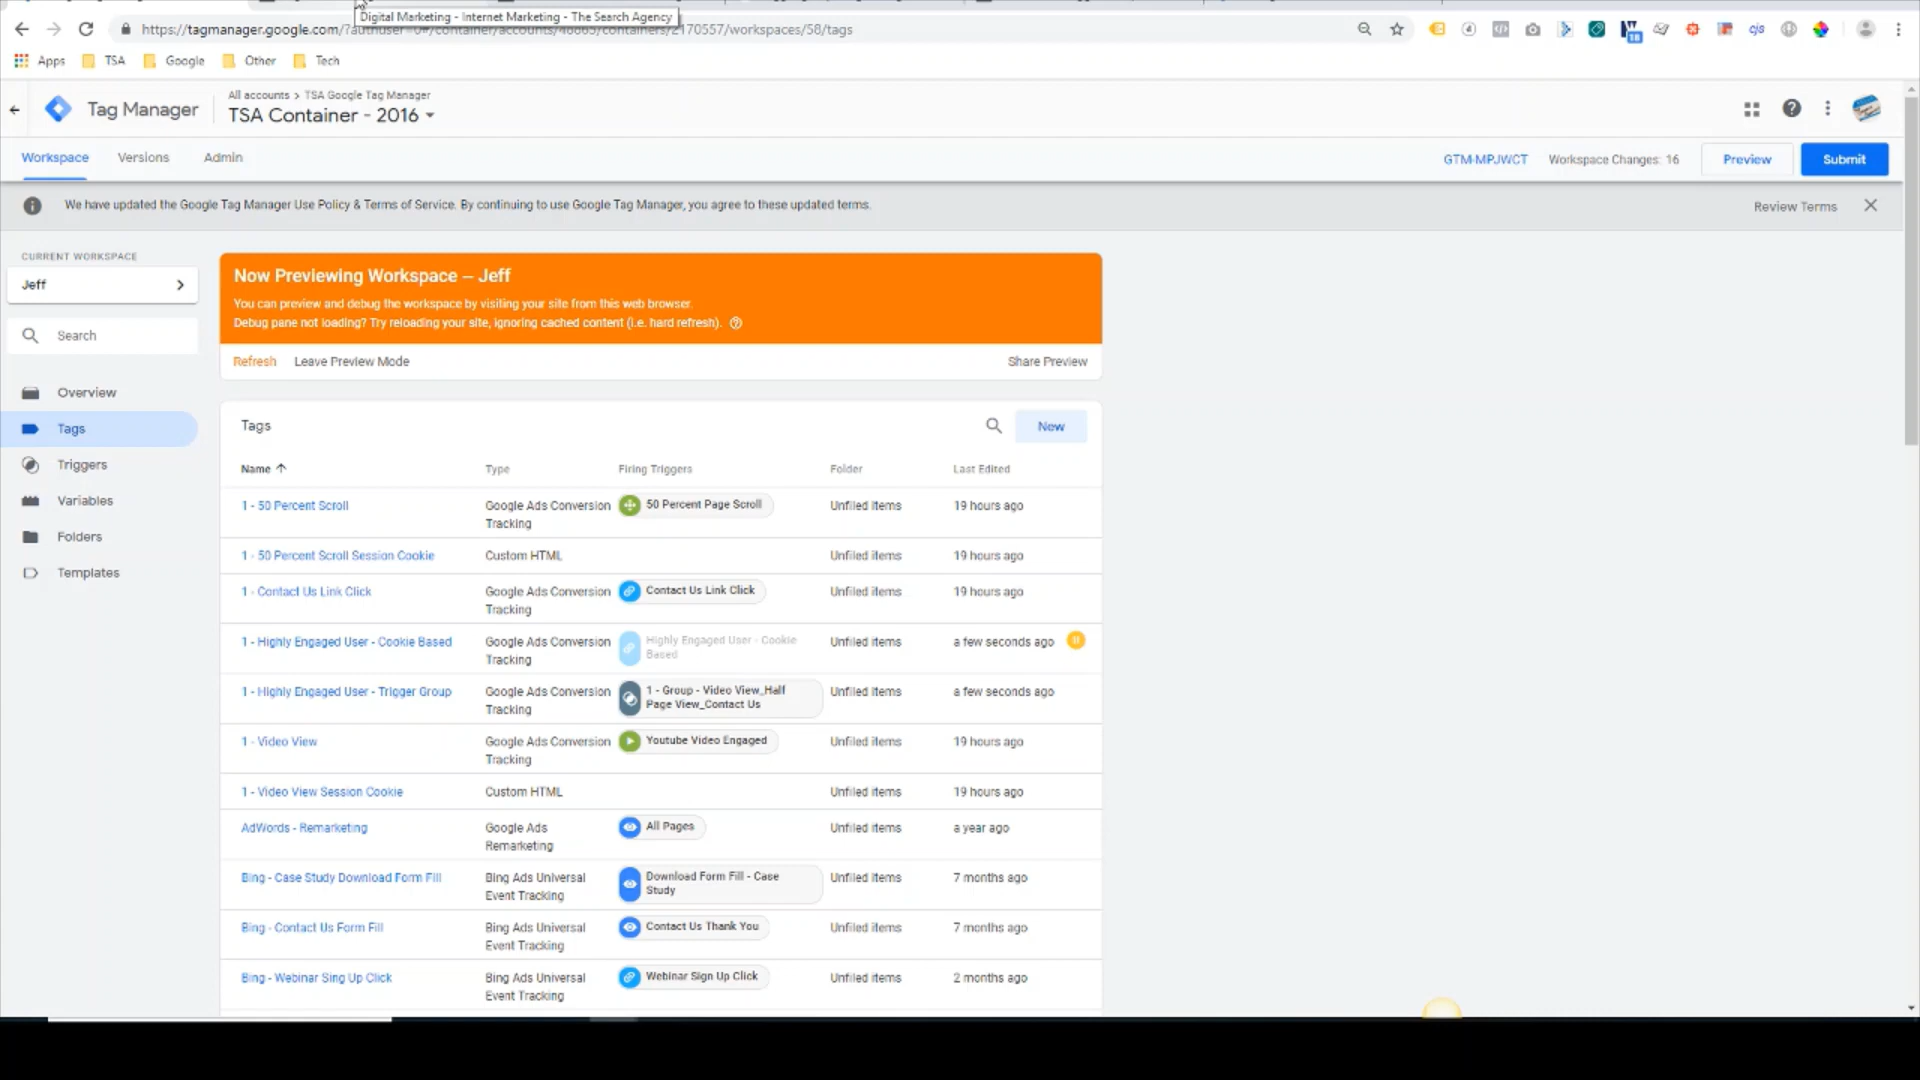 Digital Marketing - Internet Marketing - The Search Agency
https://tagmanager.google.com/?authuser=0#/container/accounts/48665/containers/2170557/workspaces/58/tags
18
cjs
Apps
TSA
Google
Other
Tech
Tag Manager
All accounts > TSA Google Tag Manager
TSA Container - 2016
Workspace
Versions
Admin
GTM-MPJWCT
Workspace Changes: 16
Preview
Submit
We have updated the Google Tag Manager Use Policy & Terms of Service. By continuing to use Google Tag Manager, you agree to these updated terms.
Review Terms
CURRENT WORKSPACE
Jeff
Search
Overview
Tags
Triggers
Variables
Folders
Templates
Now Previewing Workspace – Jeff
You can preview and debug the workspace by visiting your site from this web browser.
Debug pane not loading? Try reloading your site, ignoring cached content (i.e. hard refresh).
Refresh
Leave Preview Mode
Share Preview
Tags
New
Name
Type
Firing Triggers
Folder
Last Edited
1 - 50 Percent Scroll
Google Ads Conversion
Tracking
50 Percent Page Scroll
Unfiled items
19 hours ago
1 - 50 Percent Scroll Session Cookie
Custom HTML
Unfiled items
19 hours ago
1 - Contact Us Link Click
Google Ads Conversion
Tracking
Contact Us Link Click
Unfiled items
19 hours ago
1 - Highly Engaged User - Cookie Based
Google Ads Conversion
Tracking
Highly Engaged User - Cookie
Based
Unfiled items
a few seconds ago
1 - Highly Engaged User - Trigger Group
Google Ads Conversion
Tracking
1 - Group - Video View_Half
Page View_Contact Us
Unfiled items
a few seconds ago
1 - Video View
Google Ads Conversion
Tracking
Youtube Video Engaged
Unfiled items
19 hours ago
1 - Video View Session Cookie
Custom HTML
Unfiled items
19 hours ago
AdWords - Remarketing
Google Ads
Remarketing
All Pages
Unfiled items
a year ago
Bing - Case Study Download Form Fill
Bing Ads Universal
Event Tracking
Download Form Fill - Case
Study
Unfiled items
7 months ago
Bing - Contact Us Form Fill
Bing Ads Universal
Event Tracking
Contact Us Thank You
Unfiled items
7 months ago
Bing - Webinar Sing Up Click
Bing Ads Universal
Event Tracking
Webinar Sign Up Click
Unfiled items
2 months ago